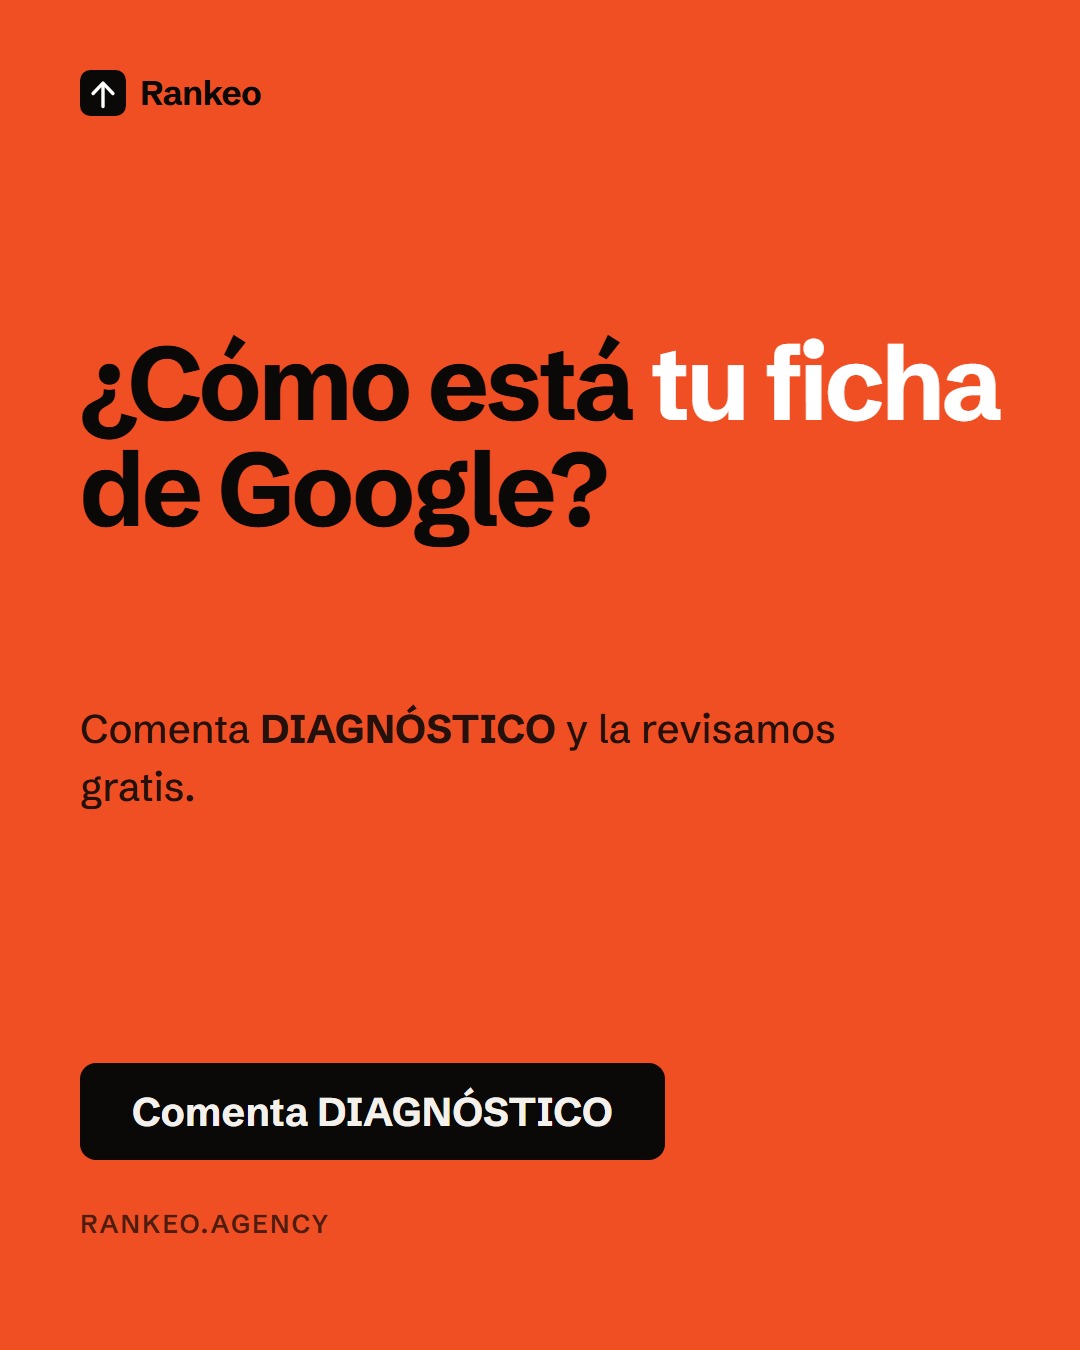 Rankeo
¿Cómo está tu ficha
de Google?
Comenta DIAGNÓSTICO y la revisamos
gratis.
Comenta DIAGNÓSTICO
RANKEO.AGENCY